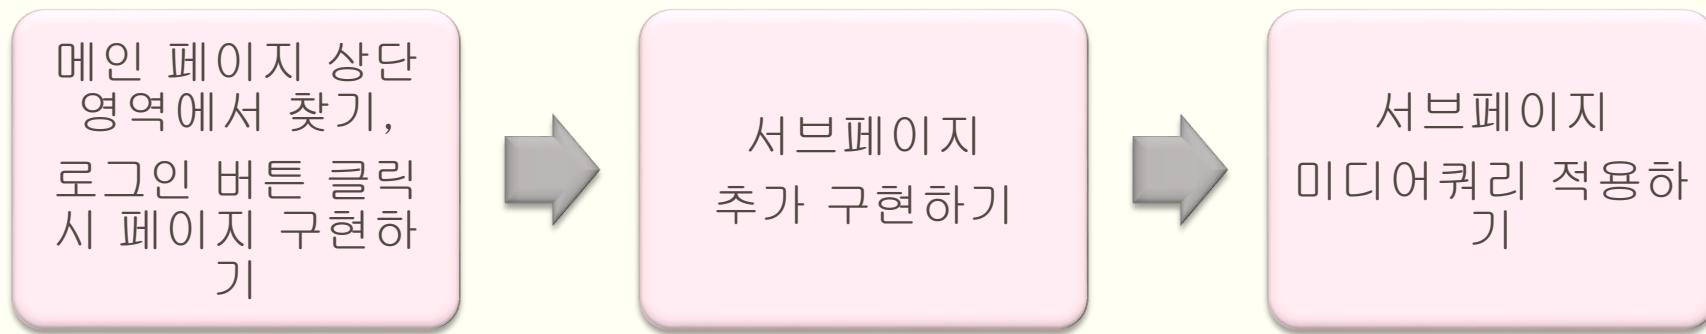 메인 페이지 상단
영역에서 찾기,
로그인 버튼 클릭
시 페이지 구현하
기
서브페이지
추가 구현하기
서브페이지
미디어쿼리 적용하
기